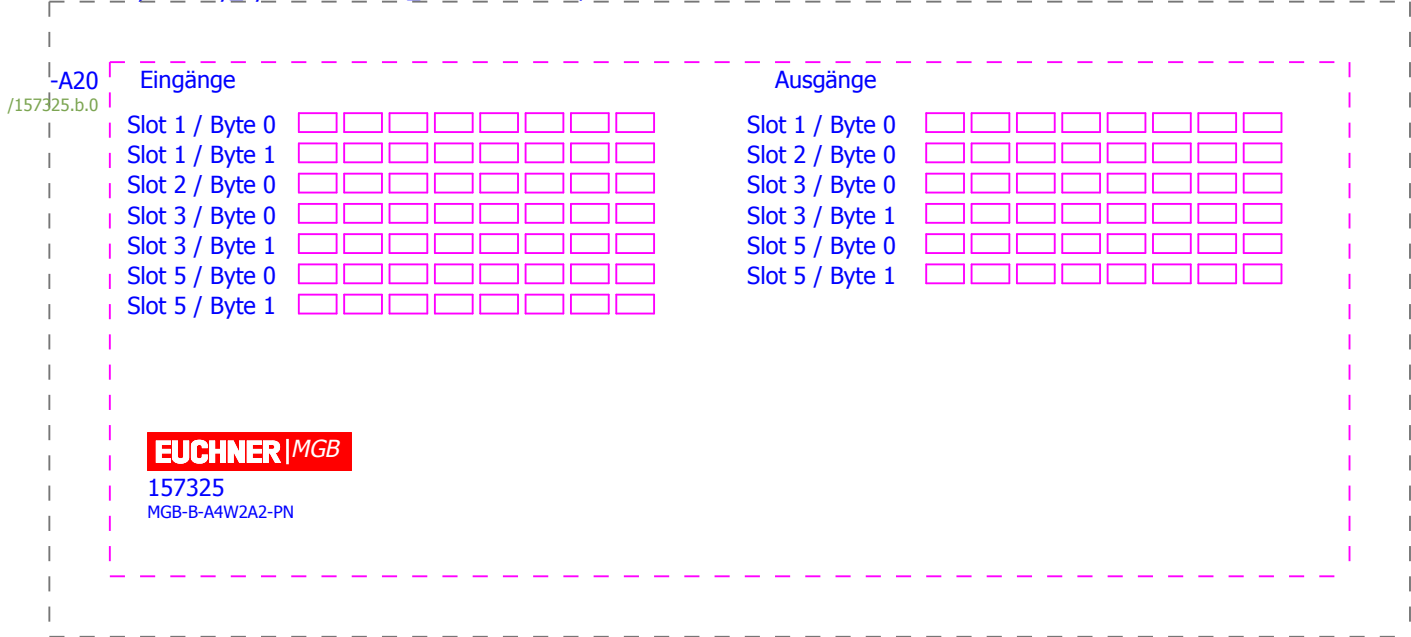 -A20
/157325.b.0
Eingänge
Slot 1 / Byte 0
Slot 1 / Byte 1
Slot 2 / Byte 0
Slot 3 / Byte 0
Slot 3 / Byte 1
Slot 5 / Byte 0
Slot 5 / Byte 1
Ausgänge
Slot 1 / Byte 0
Slot 2 / Byte 0
Slot 3 / Byte 0
Slot 3 / Byte 1
Slot 5 / Byte 0
Slot 5 / Byte 1
EUCHNER|MGB
157325
MGB-B-A4W2A2-PN